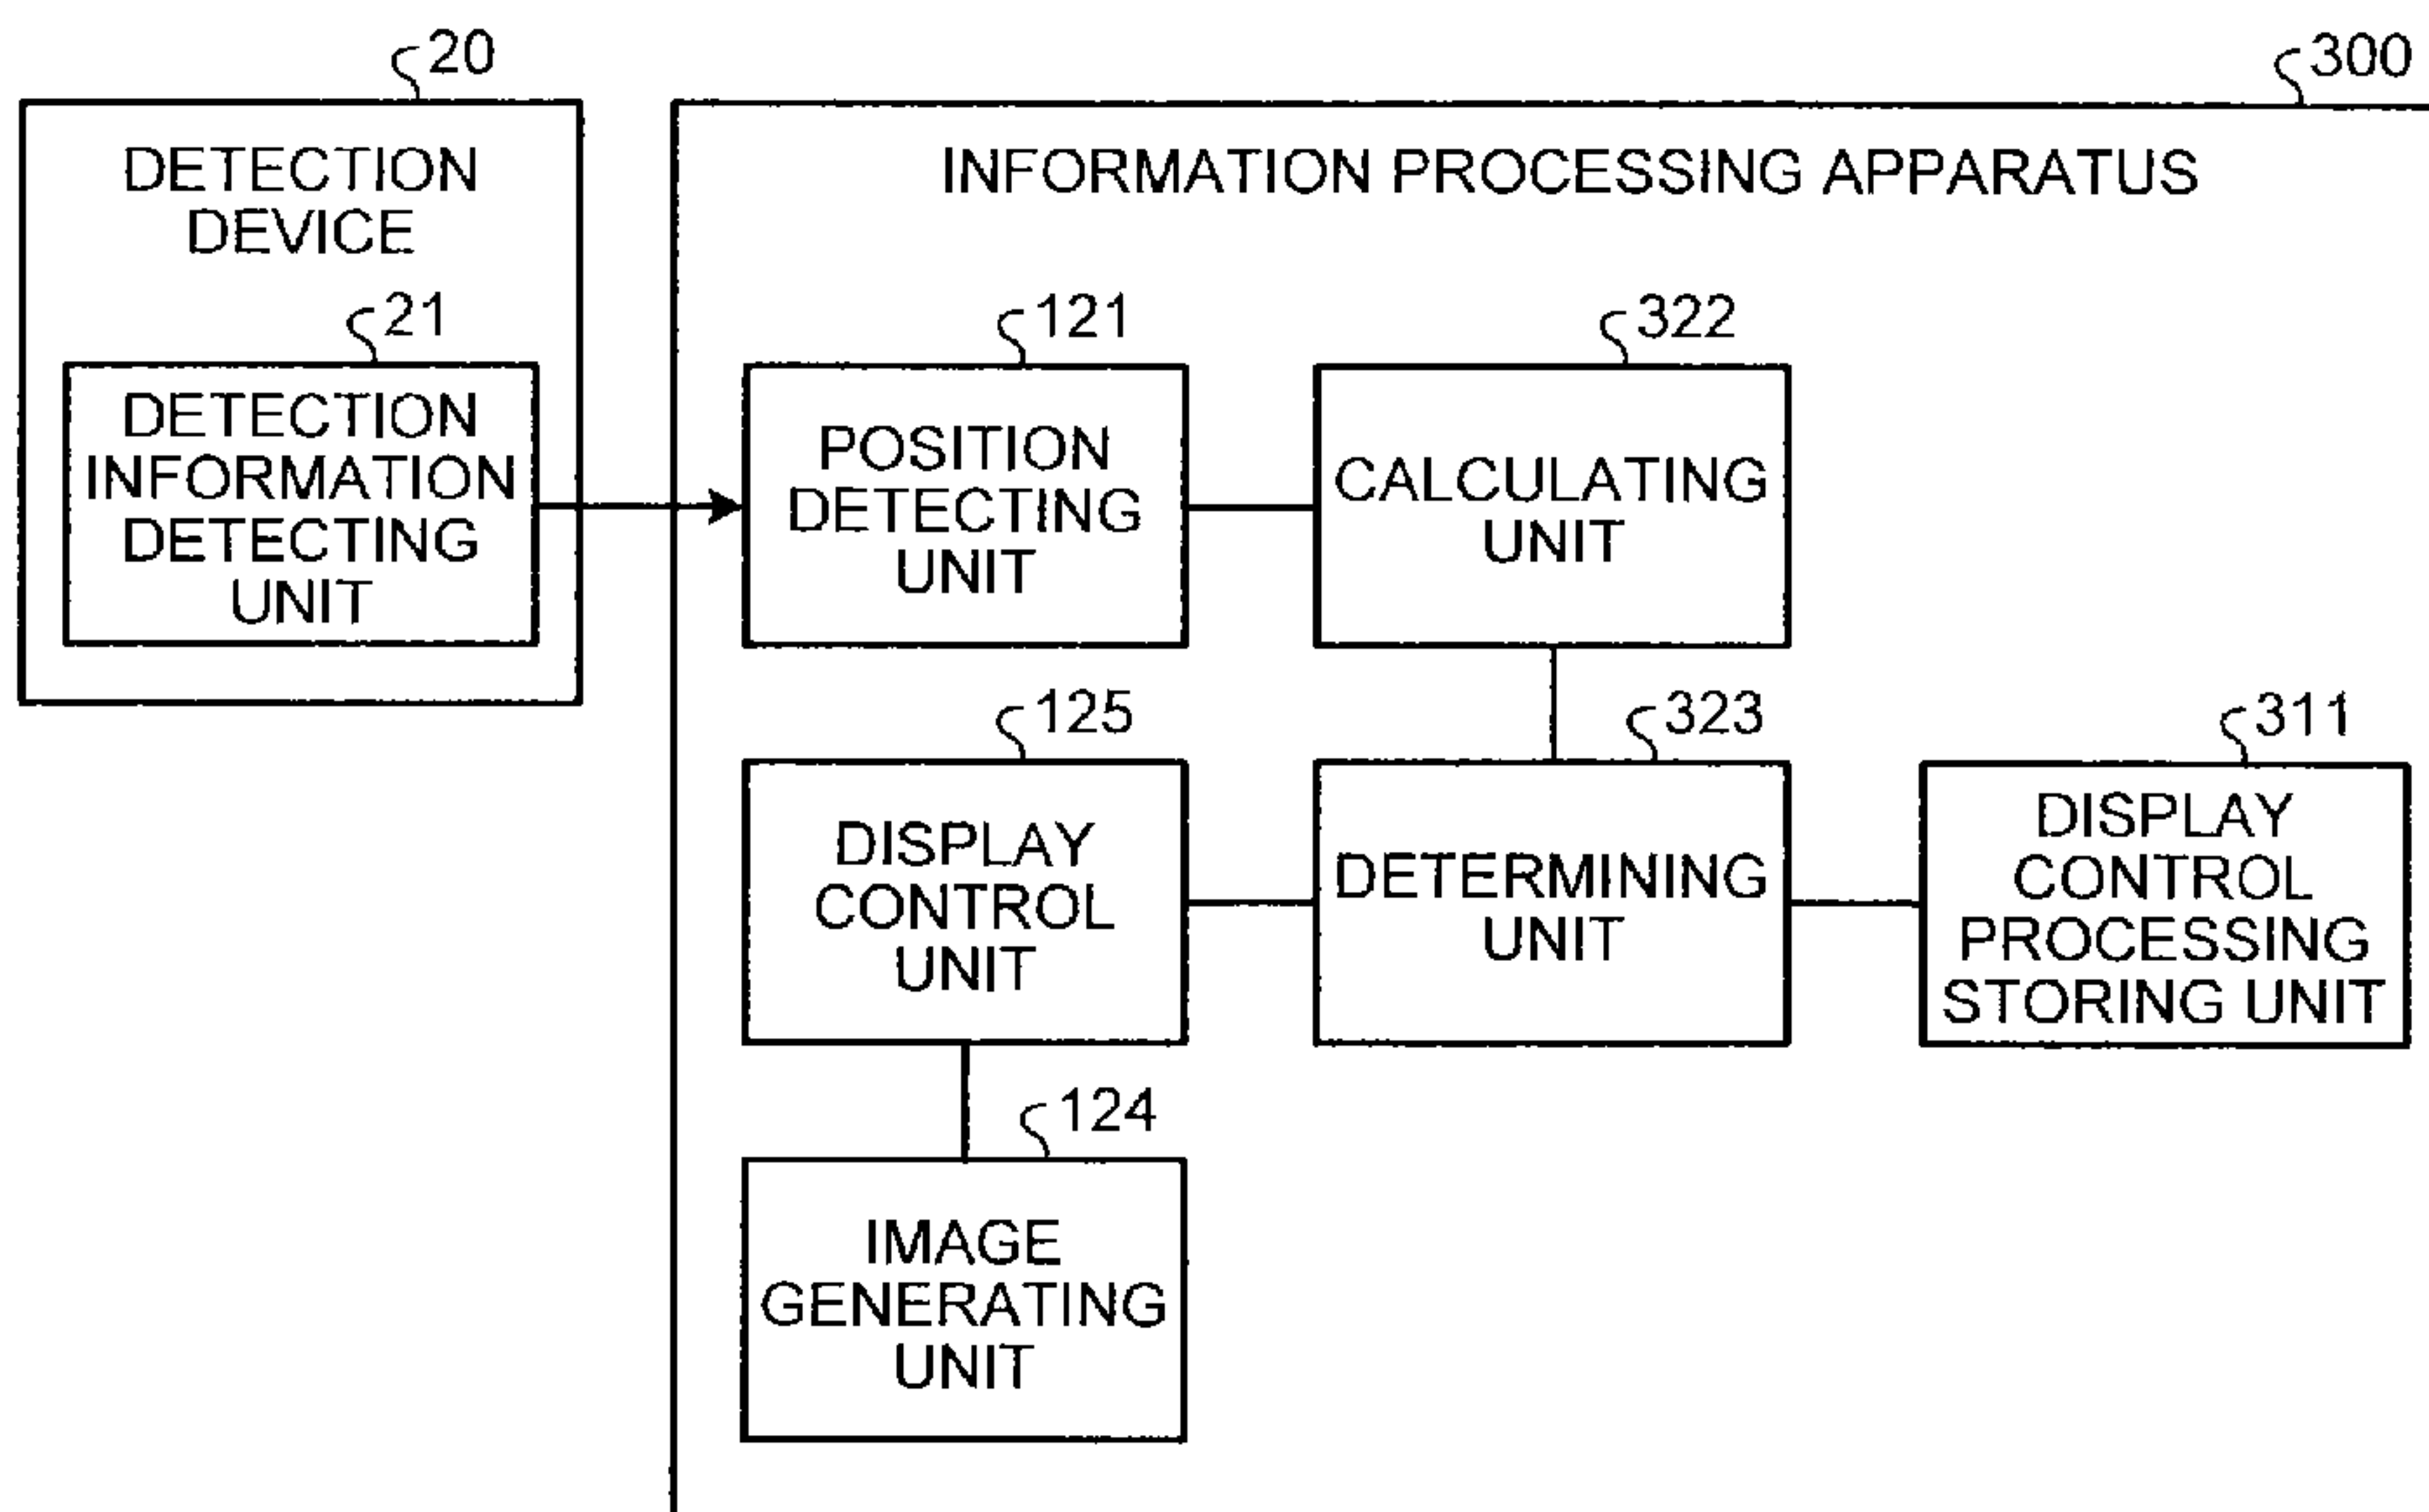 20
DETECTION
DEVICE
21
DETECTION
INFORMATION
DETECTING
UNIT
300
INFORMATION PROCESSING APPARATUS
121
POSITION
DETECTING
UNIT
322
CALCULATING
UNIT
125
DISPLAY
CONTROL
UNIT
323
DETERMINING
UNIT
311
DISPLAY
CONTROL
PROCESSING
STORING UNIT
124
IMAGE
GENERATING
UNIT